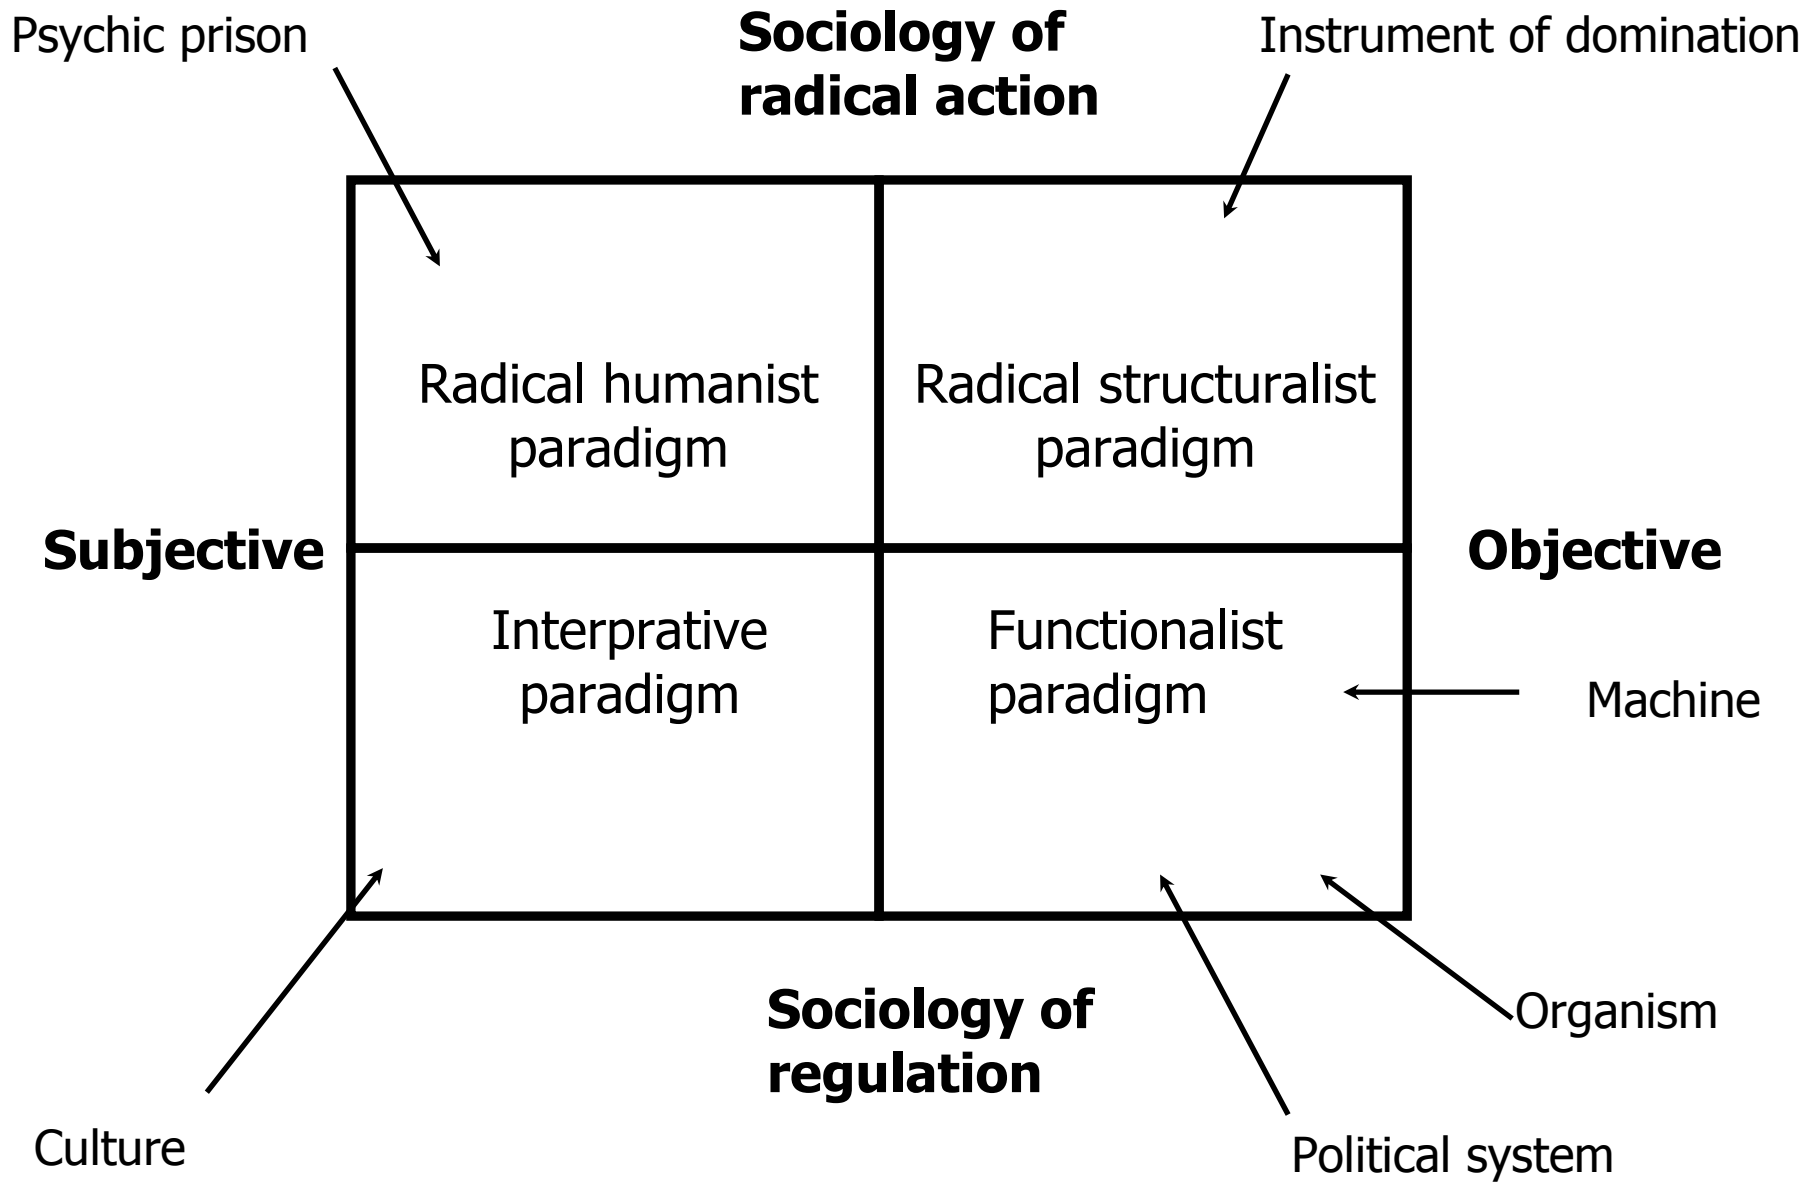 Psychic prison
Sociology of
radical action
Instrument of domination
Radical humanist
paradigm
Radical structuralist
paradigm
Subjective
Objective
Interprative
paradigm
Functionalist
paradigm
Machine
Sociology of
regulation
Organism
Culture
Political system